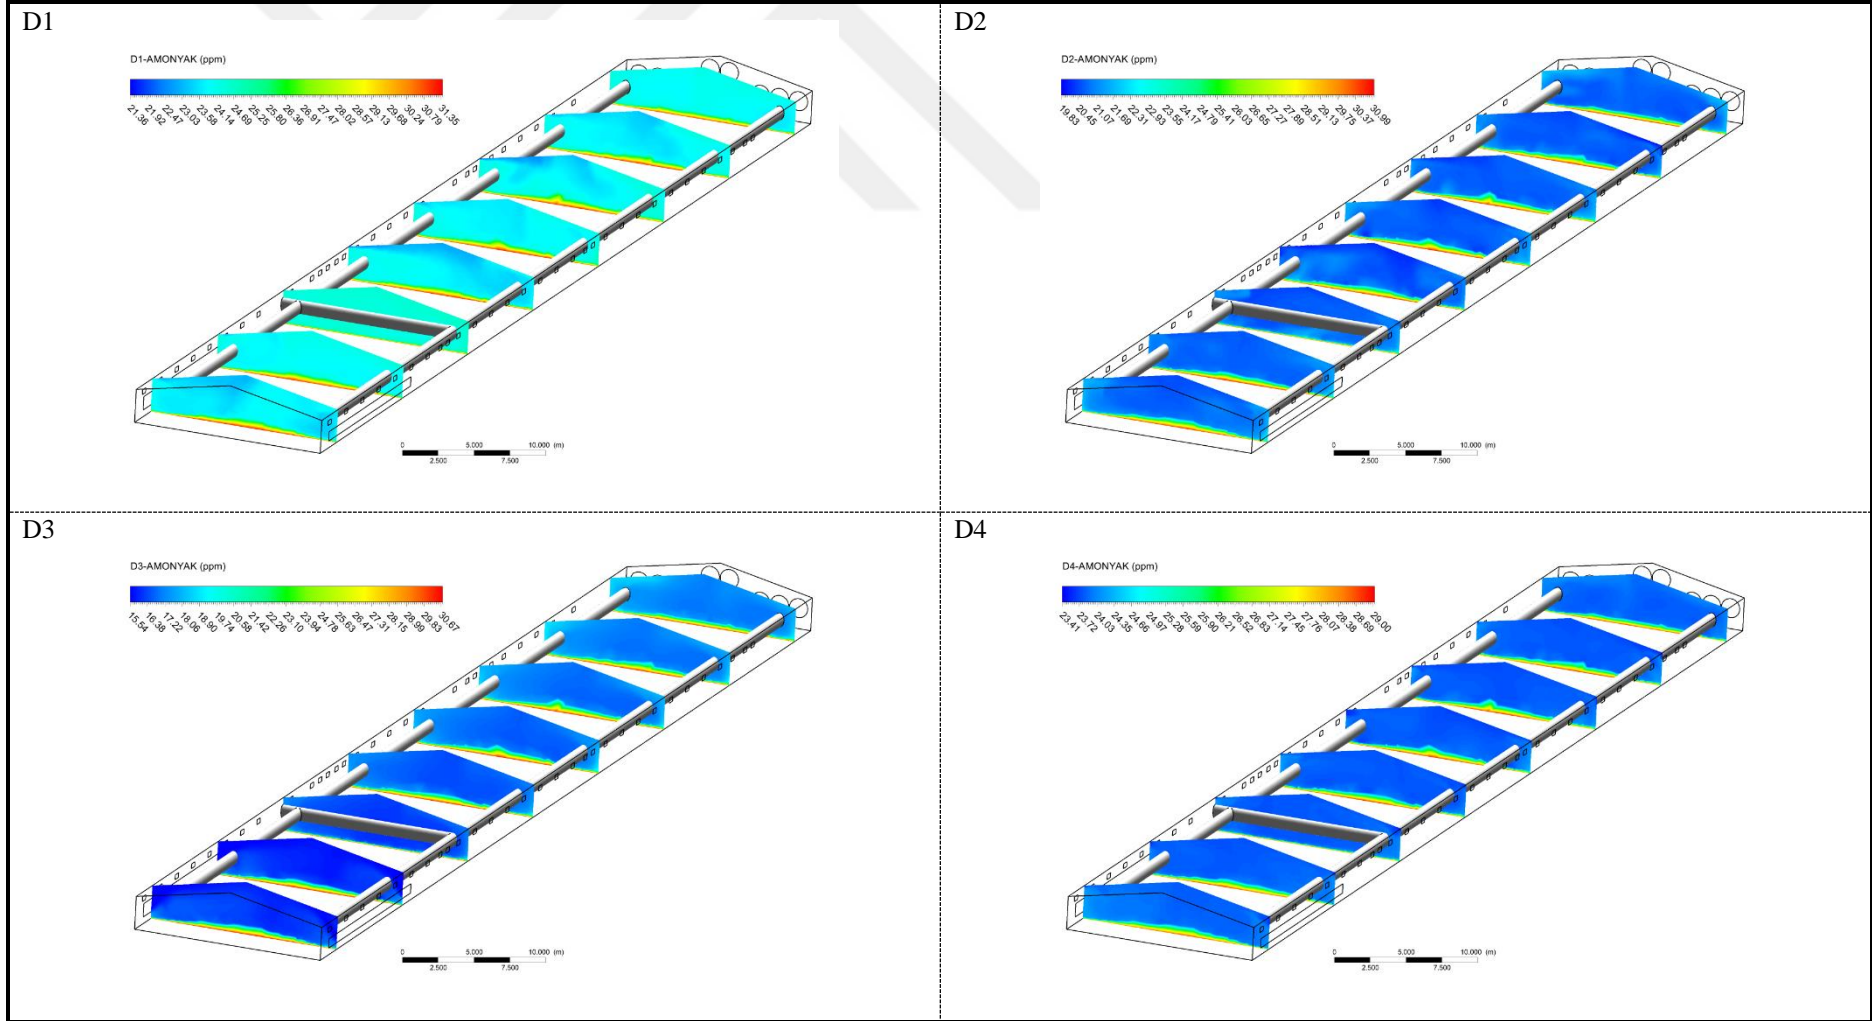 D1
D1-AMONYAK (ppm)
21.36 21.92 22.47 23.03 23.58 24.14 24.69 25.25 25.80 26.36 26.91 27.47 28.02 28.57 29.13 29.68 30.24 30.79 31.35
0 5.000 10.000 (m)
2.500 7.500
D2
D2-AMONYAK (ppm)
19.83 20.45 21.07 21.69 22.31 22.93 23.55 24.17 24.79 25.41 26.03 26.65 27.27 27.89 28.51 29.13 29.75 30.37 30.99
0 5.000 10.000 (m)
2.500 7.500
D3
D3-AMONYAK (ppm)
15.54 16.38 17.22 18.06 18.90 19.74 20.58 21.42 22.26 23.10 23.94 24.78 25.63 26.47 27.31 28.15 28.99 29.83 30.67
0 5.000 10.000 (m)
2.500 7.500
D4
D4-AMONYAK (ppm)
23.41 23.72 24.03 24.35 24.66 24.97 25.28 25.59 25.90 26.21 26.52 26.83 27.14 27.45 27.76 28.07 28.38 28.69 29.00
0 5.000 10.000 (m)
2.500 7.500